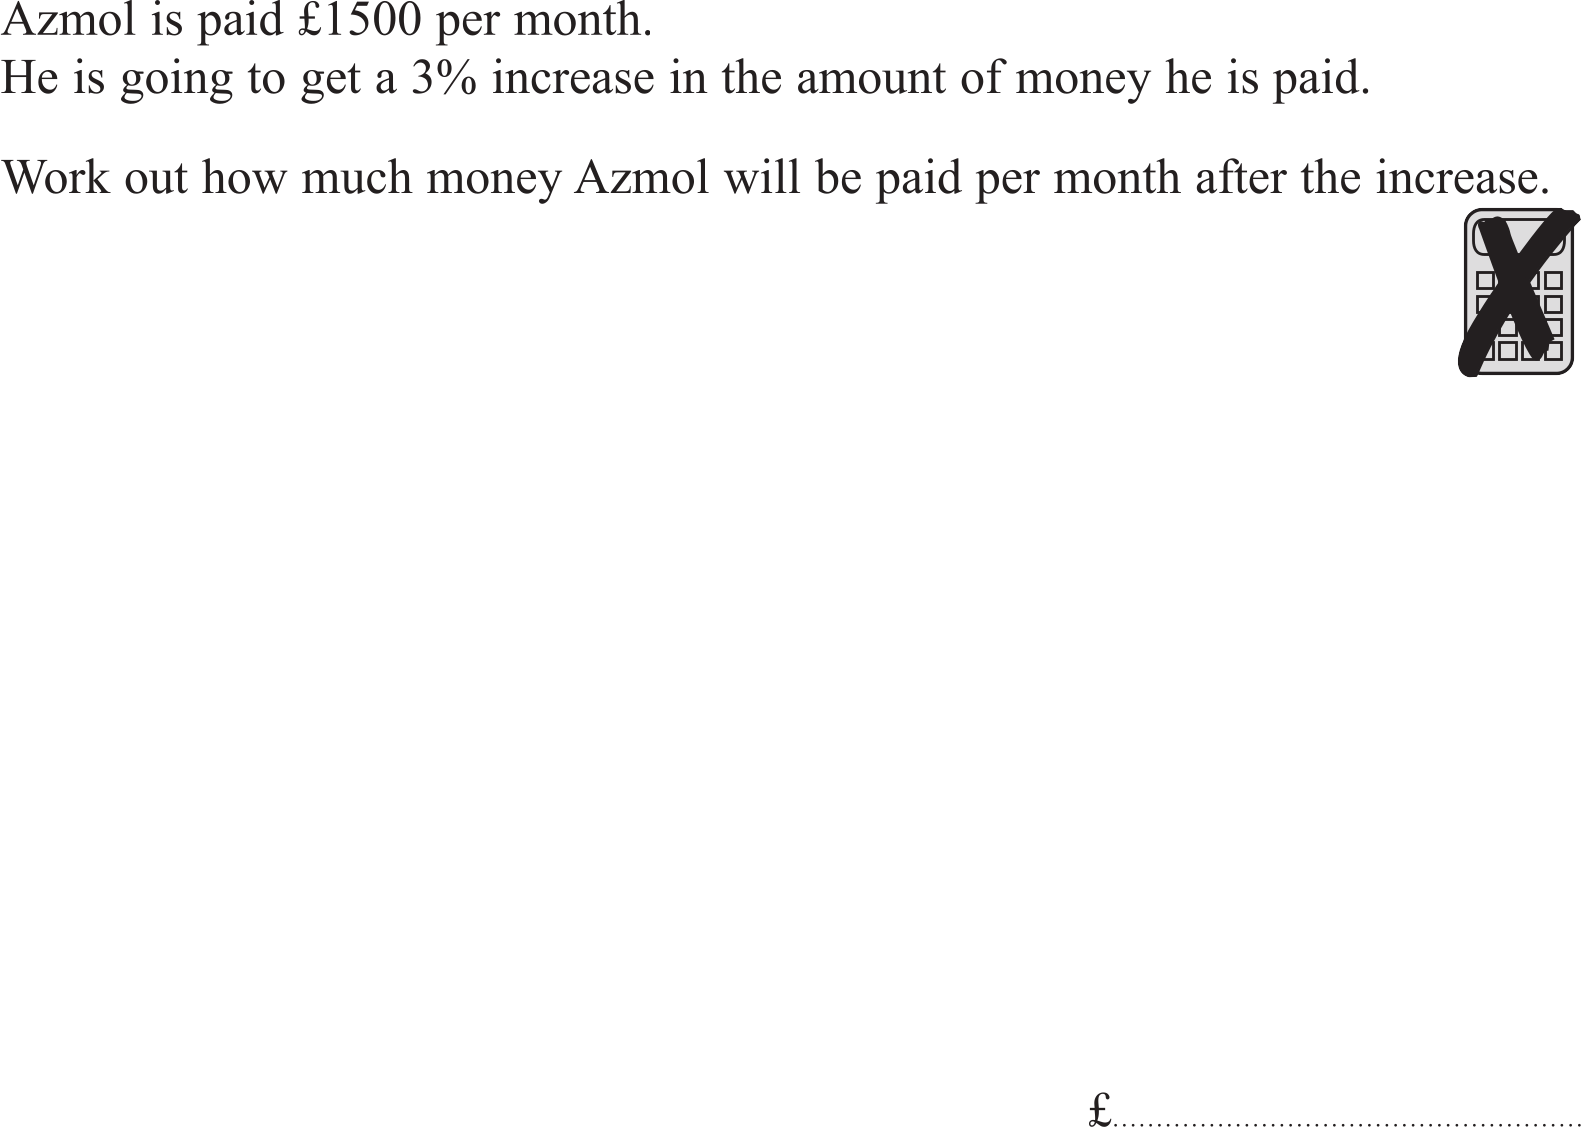 Azmol is paid £1500 per month.
He is going to get a 3% increase in the amount of money he is paid.
Work out how much money Azmol will be paid per month after the increase.
£......................................................